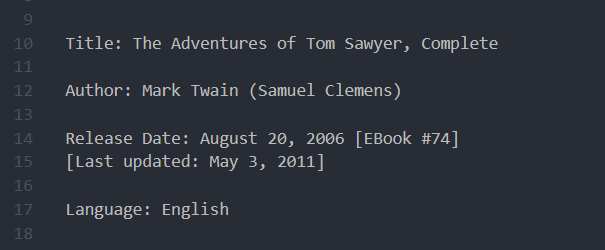 9
10 Title: The Adventures of Tom Sawyer, Complete
11
12 Author: Mark Twain (Samuel Clemens)
13
14 Release Date: August 20, 2006 [EBook #74]
15 [Last updated: May 3, 2011]
16
17 Language: English
18